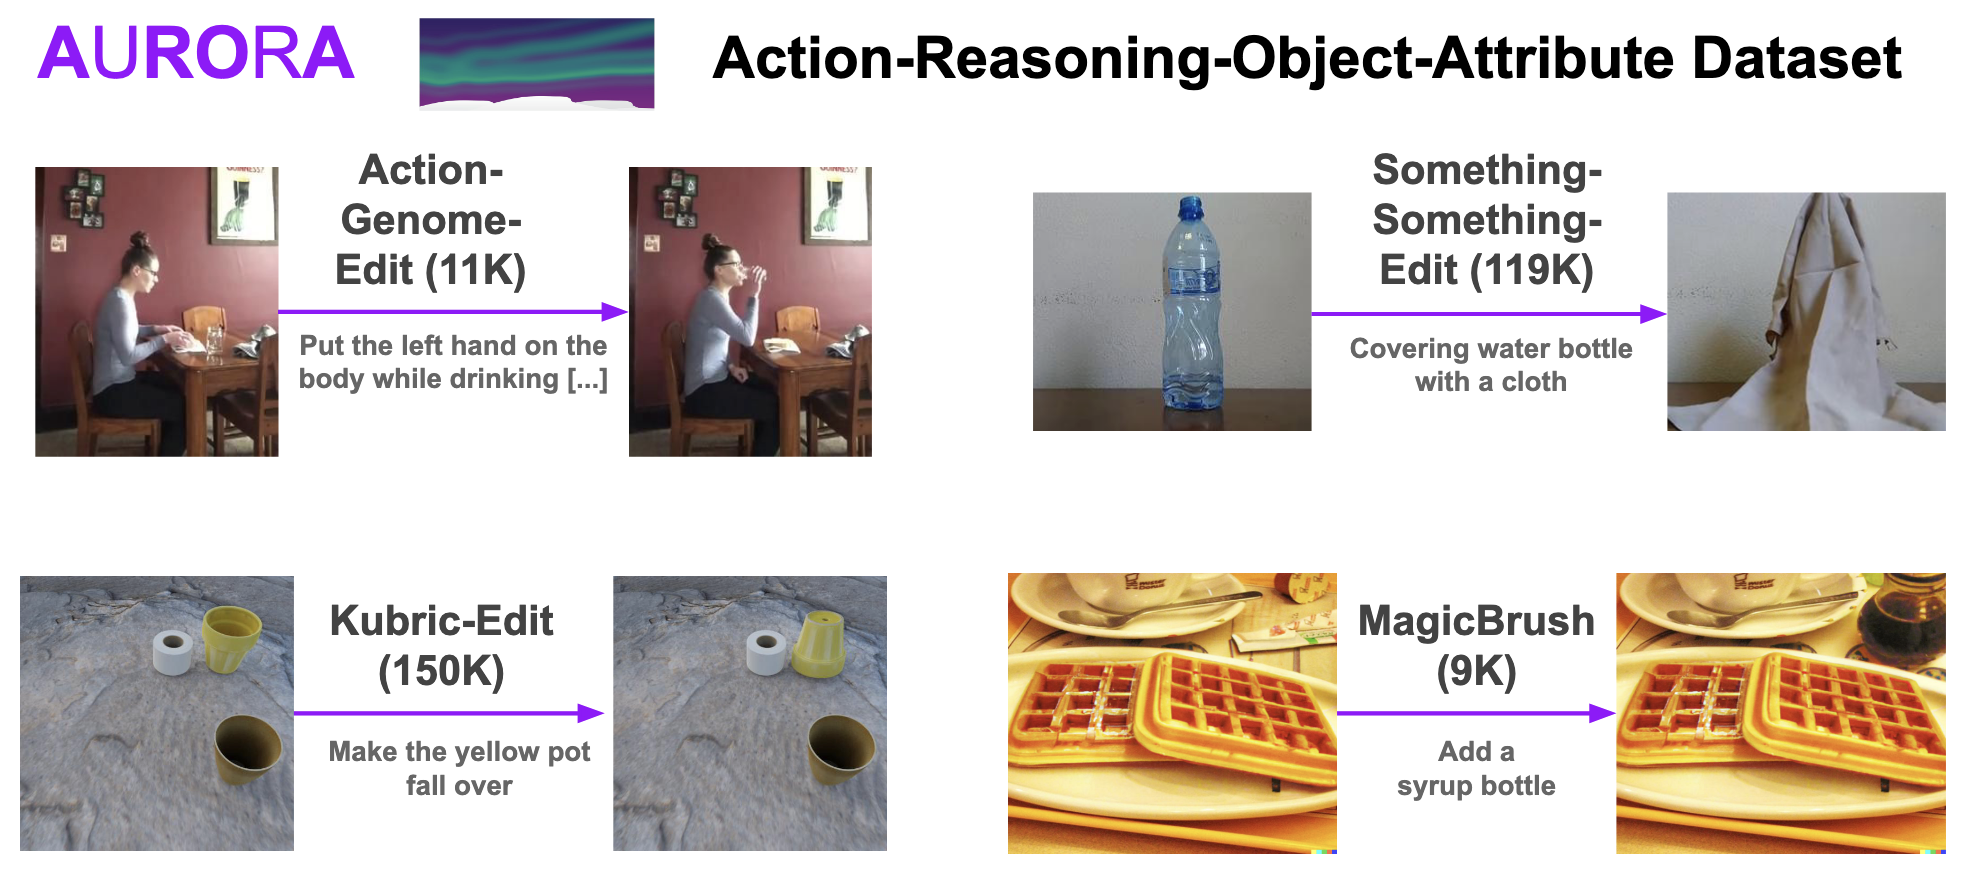 AURORA
Action-Reasoning-Object-Attribute Dataset
Action-
Genome-
Edit (11K)
Put the left hand on the
body while drinking [...]
GUINNESS?
Something-
Something-
Edit (119K)
Covering water bottle
with a cloth
Kubric-Edit
(150K)
Make the yellow pot
fall over
MagicBrush
(9K)
Add a
syrup bottle